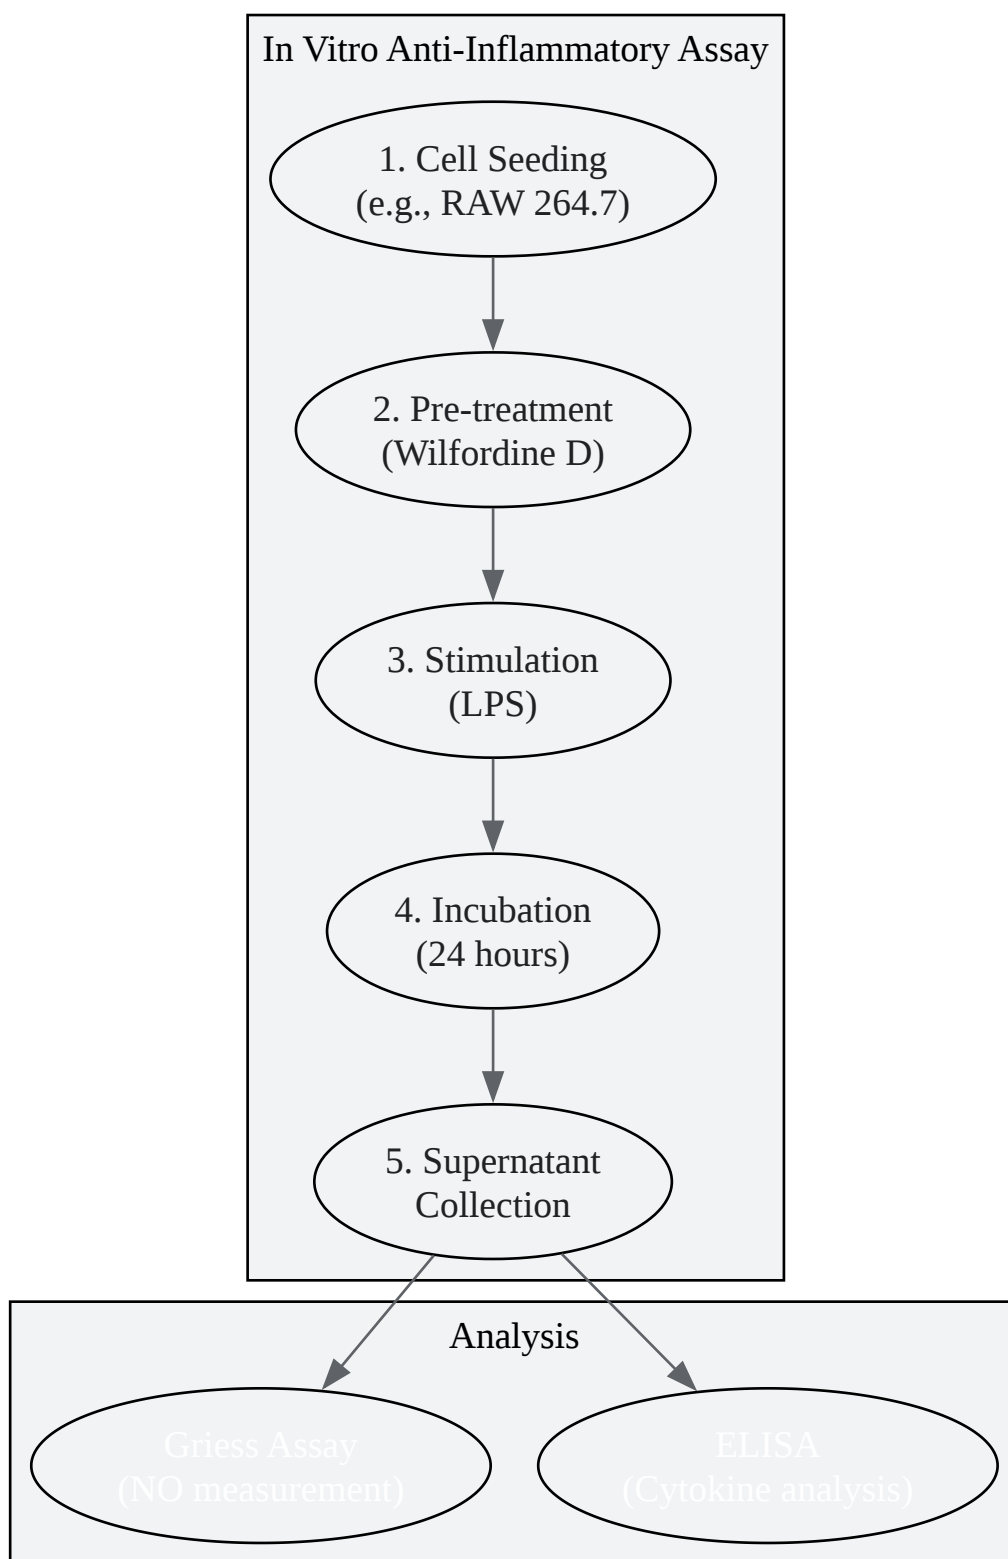 In Vitro Anti-Inflammatory Assay
1. Cell Seeding
(e.g., RAW 264.7)
2. Pre-treatment
(Wilfordine D)
3. Stimulation
(LPS)
4. Incubation
(24 hours)
5. Supernatant
Collection
Analysis
Griess Assay
(NO measurement)
ELISA
(Cytokine analysis)